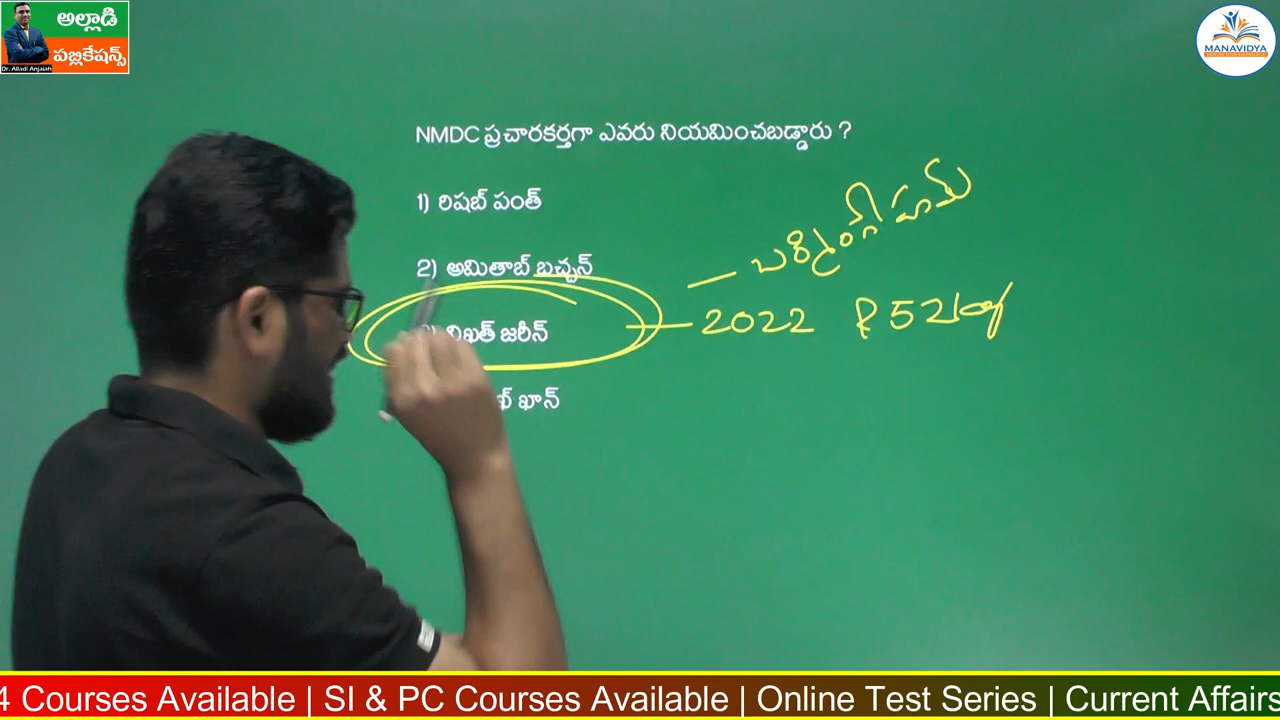 అల్లాడి
పబ్లికేషన్స్
Dr. Alladi Anjaiah
MANAVIDYA
NMDC ప్రచారకర్తగా ఎవరు నియమించబడ్డారు ?
1) రిషబ్ పంత్
2) అమితాబ్ బచ్చన్
నిఖత్ జరీన్
2022
ఖాన్
4 Courses Available | SI & PC Courses Available | Online Test Series | Current Affairs